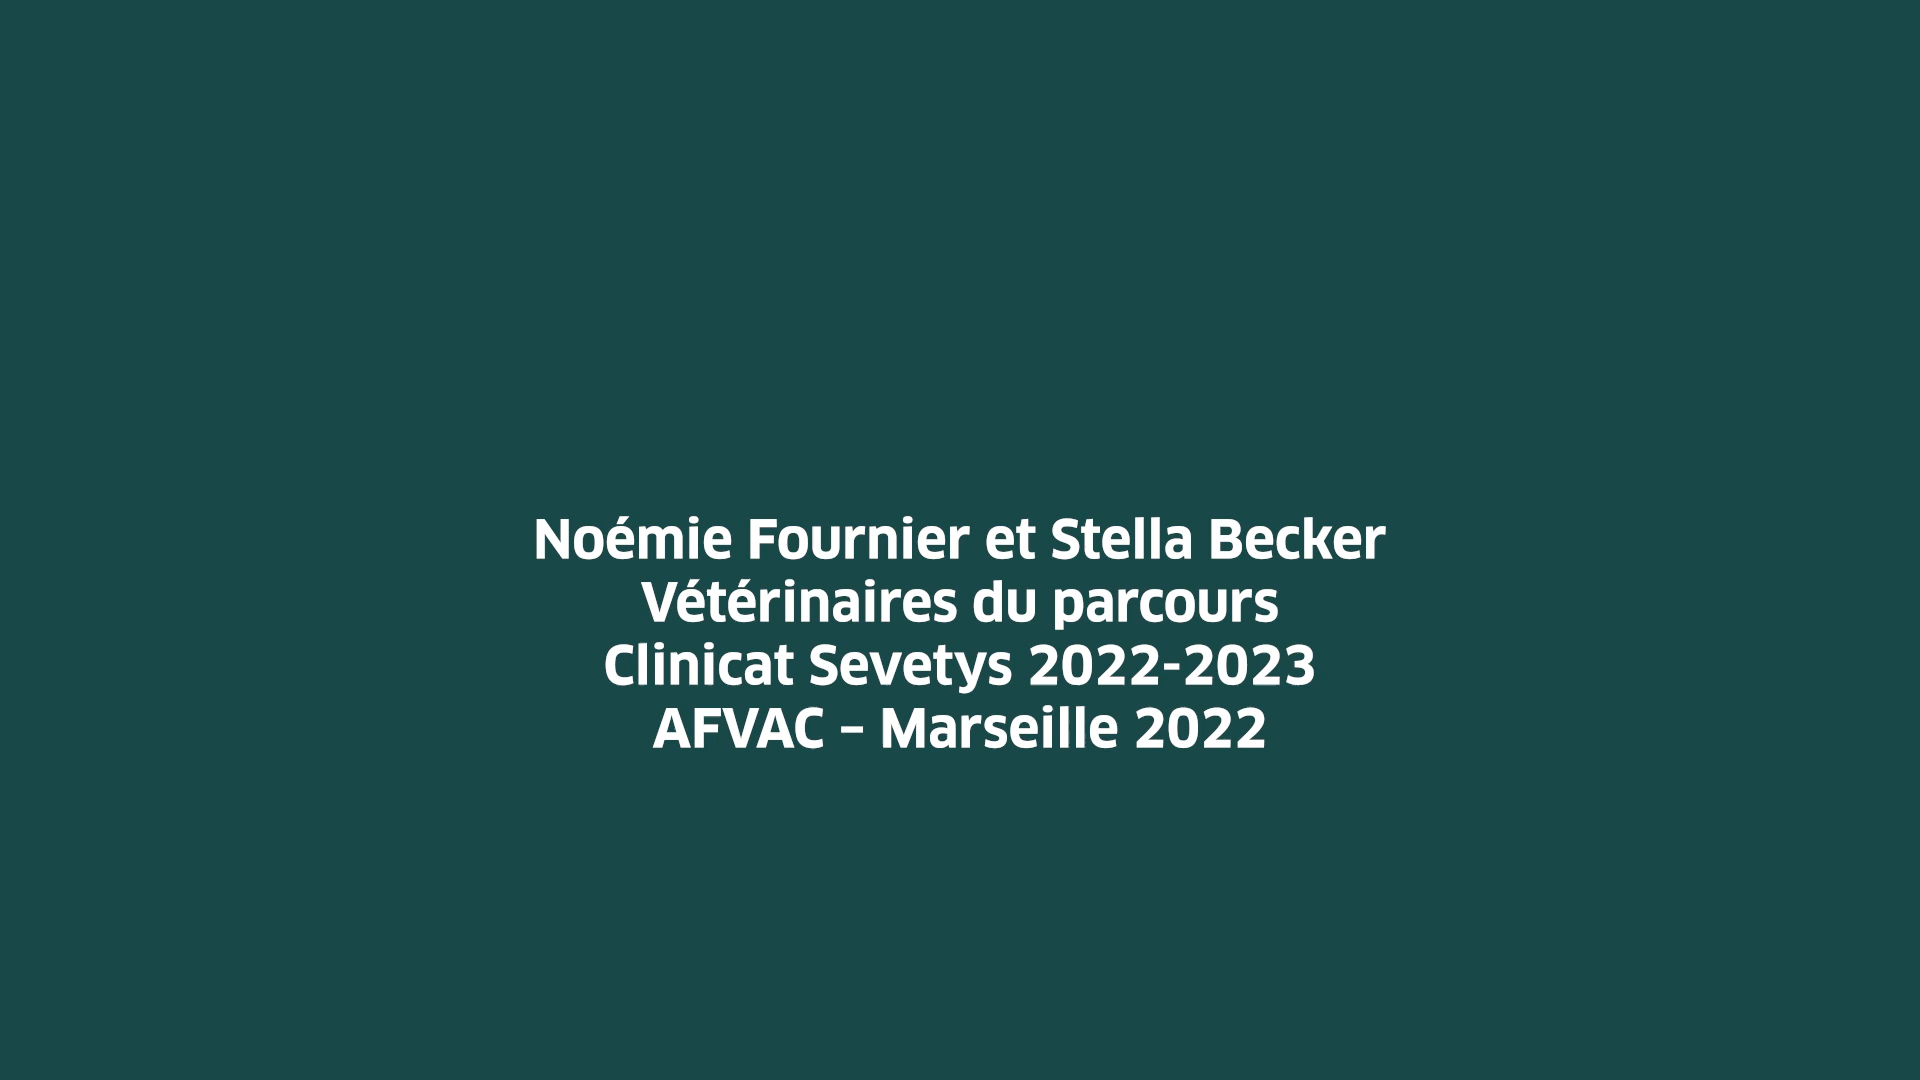 Noémie Fournier et Stella Becker
Vétérinaires du parcours
Clinicat Sevetys 2022-2023
AFVAC – Marseille 2022